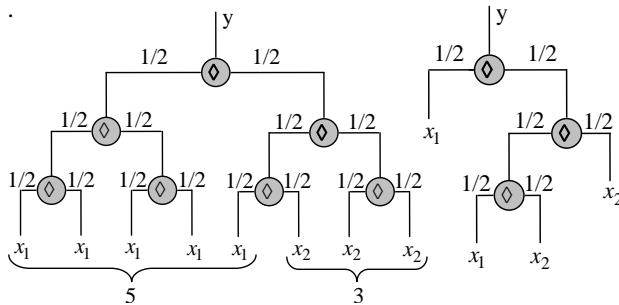 .
y y
1/2 ◊ 1/2 1/2 ◊ 1/2
x₁
1/2 ◊ 1/2 1/2 ◊ 1/2 1/2 ◊ 1/2
1/2 ◊ 1/2 1/2 ◊ 1/2 1/2 ◊ 1/2 1/2 ◊ 1/2 1/2 ◊ 1/2
x₂
x₁ x₁ x₁ x₁ x₁ x₂ x₂ x₂ x₁ x₂
5 3